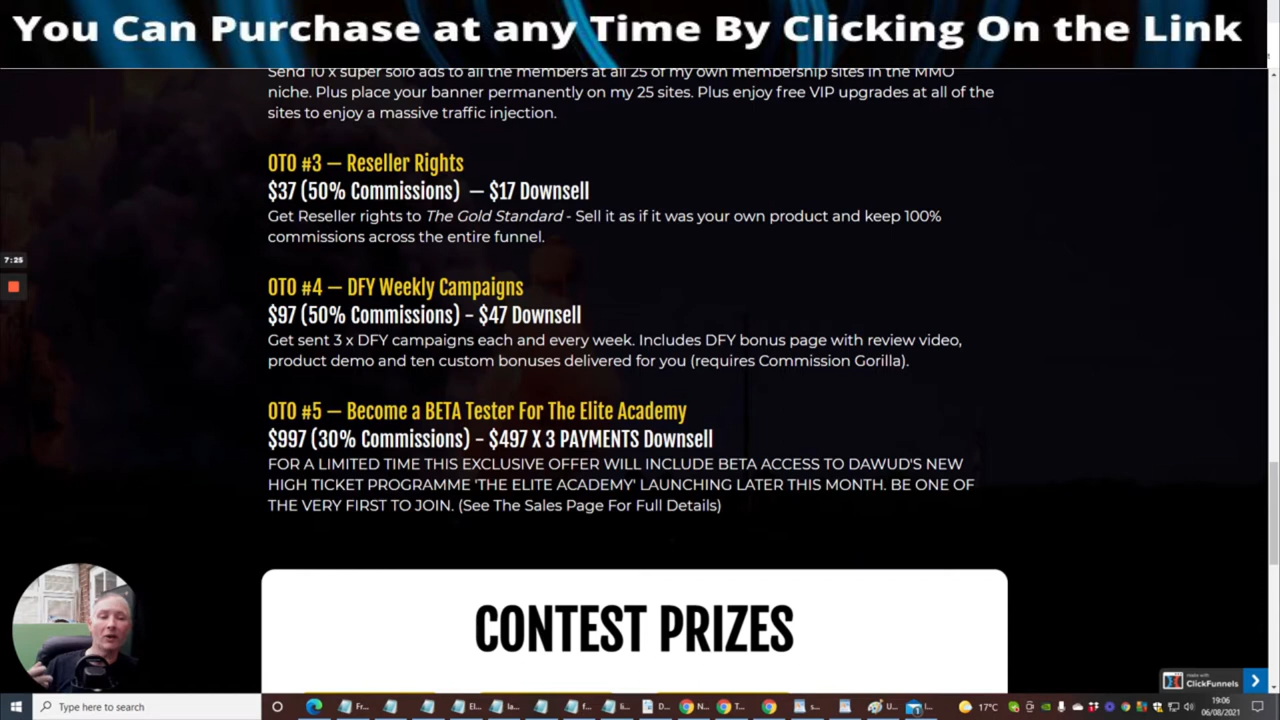 You Can Purchase at any Time By Clicking On the Link
Send 10 x super solo ads to all the members at all 25 of my own membership sites in the MMO
niche. Plus place your banner permanently on my 25 sites. Plus enjoy free VIP upgrades at all of the
sites to enjoy a massive traffic injection.
OTO #3 — Reseller Rights
$37 (50% Commissions) — $17 Downsell
Get Reseller rights to The Gold Standard - Sell it as if it was your own product and keep 100%
commissions across the entire funnel.
7:25
OTO #4 — DFY Weekly Campaigns
$97 (50% Commissions) - $47 Downsell
Get sent 3 x DFY campaigns each and every week. Includes DFY bonus page with review video,
product demo and ten custom bonuses delivered for you (requires Commission Gorilla).
OTO #5 — Become a BETA Tester For The Elite Academy
$997 (30% Commissions) - $497 X 3 PAYMENTS Downsell
FOR A LIMITED TIME THIS EXCLUSIVE OFFER WILL INCLUDE BETA ACCESS TO DAWUD'S NEW
HIGH TICKET PROGRAMME 'THE ELITE ACADEMY' LAUNCHING LATER THIS MONTH. BE ONE OF
THE VERY FIRST TO JOIN. (See The Sales Page For Full Details)
CONTEST PRIZES
ClickFunnels
Type here to search
Fr...
El...
la...
f...
li...
D...
N...
T...
s...
U...
I...
17°C
19:06
06/08/2021